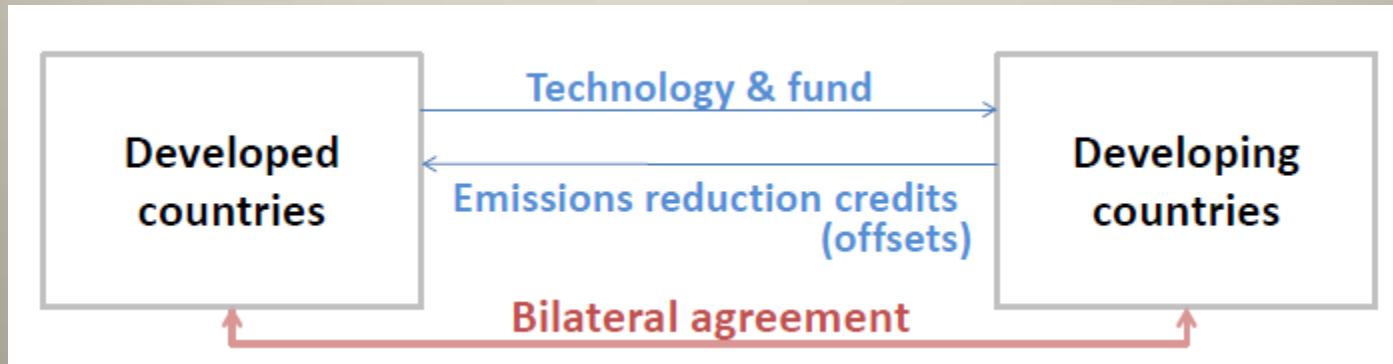 Technology & fund
Developed
countries
Developing
countries
Emissions reduction credits
(offsets)
Bilateral agreement